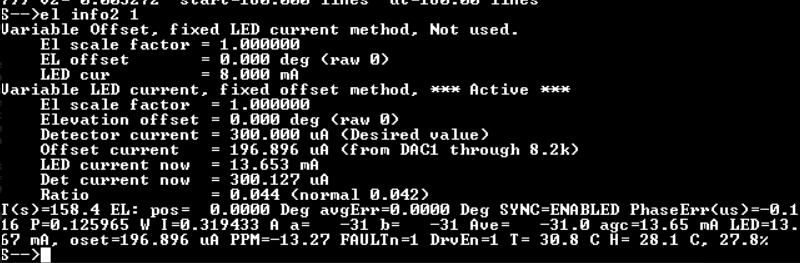 S-->el info2 1
Variable Offset, fixed LED current method, Not used.
El scale factor = 1.000000
EL offset = 0.000 deg (raw 0)
LED cur = 8.000 mA
Variable LED current, fixed offset method, *** Active ***
El scale factor = 1.000000
Elevation offset = 0.000 deg (raw 0)
Detector current = 300.000 uA (Desired value)
Offset current = 196.896 uA (from DAC1 through 8.2k)
LED current now = 13.653 mA
Det current now = 300.127 uA
Ratio = 0.044 (normal 0.042)
T(s)=158.4 EL: pos= 0.0000 Deg avgErr=0.0000 Deg SYNC=ENABLED PhaseErr(us)=-0.1
16 P=0.125965 W I=0.319433 A a= -31 b= -31 Ave= -31.0 agc=13.65 mA LED=13.
67 mA, oset=196.896 uA PPM=-13.27 FAULTn=1 DrvEn=1 T= 30.8 C H= 28.1 C, 27.8%
S-->